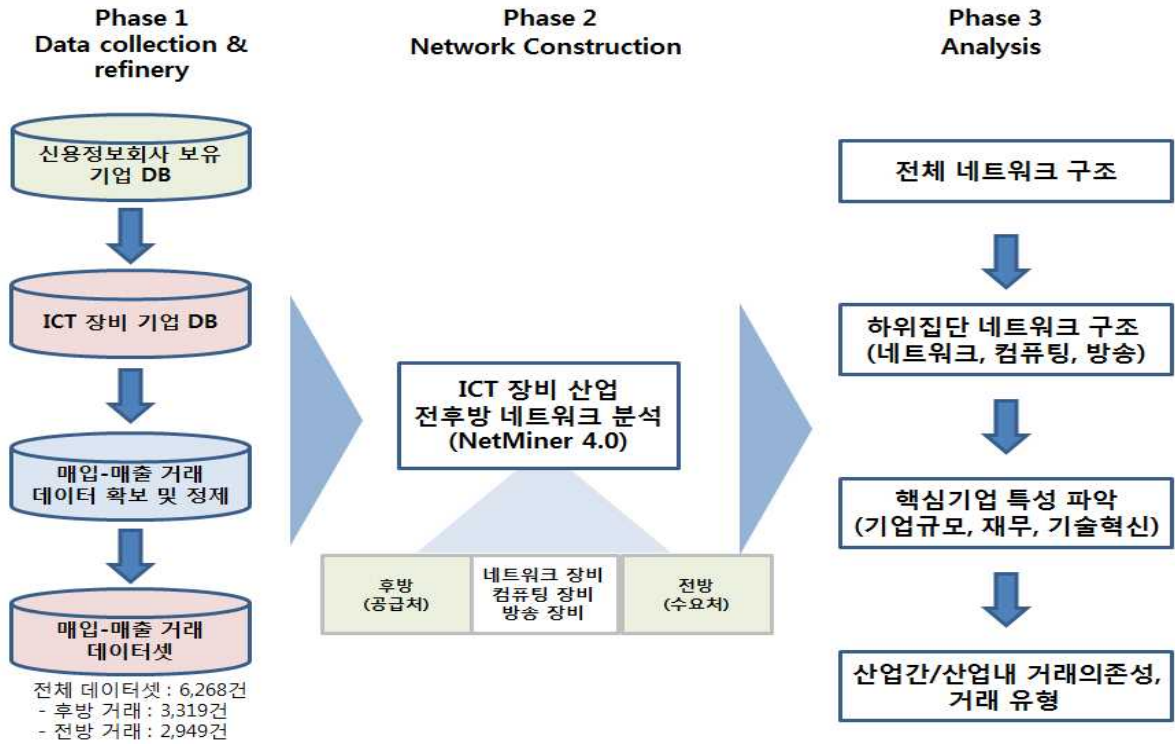 Phase 1
Data collection &
refinery
신용정보회사 보유
기업 DB
ICT 장비 기업 DB
매입-매출 거래
데이터 확보 및 정제
매입-매출 거래
데이터셋
전체 데이터셋 : 6,268건
- 후방 거래 : 3,319건
- 전방 거래 : 2,949건
Phase 2
Network Construction
ICT 장비 산업
전후방 네트워크 분석
(NetMiner 4.0)
후방
(공급처)
네트워크 장비
컴퓨팅 장비
방송 장비
전방
(수요처)
Phase 3
Analysis
전체 네트워크 구조
하위집단 네트워크 구조
(네트워크, 컴퓨팅, 방송)
핵심기업 특성 파악
(기업규모, 재무, 기술혁신)
산업간/산업내 거래의존성,
거래 유형